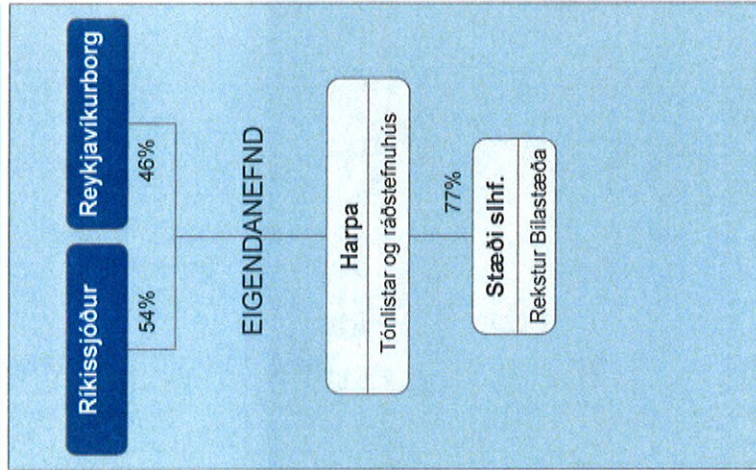 Ríkissjóður
Reykjavíkurborg
54%
46%
EIGENDANEFND
Harpa
Tónlistar og ráðstefnuhús
77%
Stæði slhf.
Rekstur Bílastæða